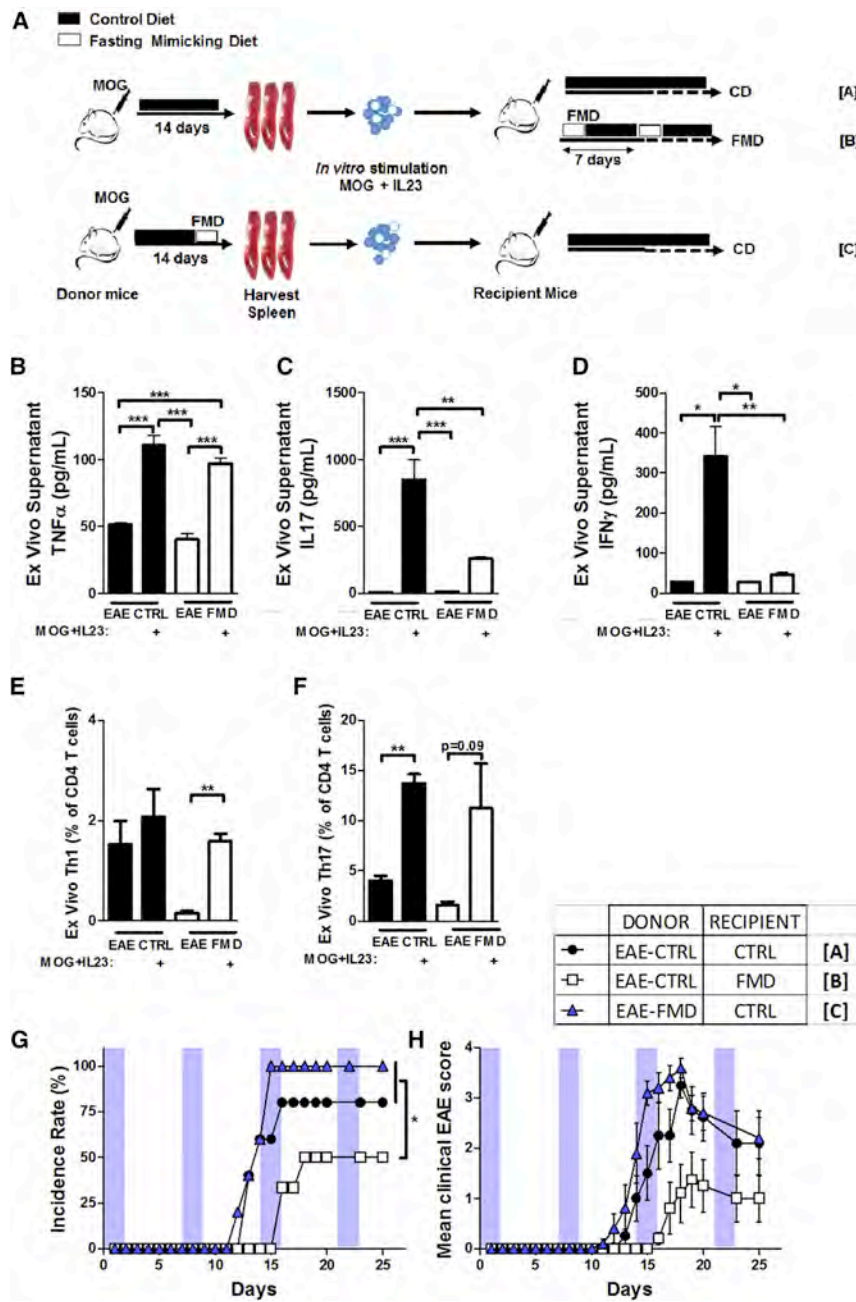 A
Control Diet
Fasting Mimicking Diet
MOG
14 days
In vitro stimulation
MOG + IL23
CD
[A]
FMD
FMD
[B]
7 days
MOG
FMD
14 days
CD
[C]
Donor mice
Harvest
Spleen
Recipient Mice
B
Ex Vivo Supernatant
TNFα (pg/mL)
150
100
50
0
***
***
***
***
EAE CTRL
EAE FMD
MOG+IL23:
+
+
C
Ex Vivo Supernatant
IL17 (pg/mL)
1500
1000
500
0
**
***
***
EAE CTRL
EAE FMD
+
+
D
Ex Vivo Supernatant
IFNγ (pg/mL)
500
400
300
200
100
0
*
*
**
EAE CTRL
EAE FMD
MOG+IL23:
+
+
E
Ex Vivo Th1 (% of CD4 T cells)
4
2
0
**
EAE CTRL
EAE FMD
MOG+IL23:
+
+
F
Ex Vivo Th17 (% of CD4 T cells)
20
15
10
5
0
**
p=0.09
EAE CTRL
EAE FMD
+
+
DONOR RECIPIENT
EAE-CTRL CTRL [A]
EAE-CTRL FMD [B]
EAE-FMD CTRL [C]
G
Incidence Rate (%)
100
75
50
25
0
*
0 5 10 15 20 25
Days
H
Mean clinical EAE score
4
3
2
1
0
0 5 10 15 20 25
Days